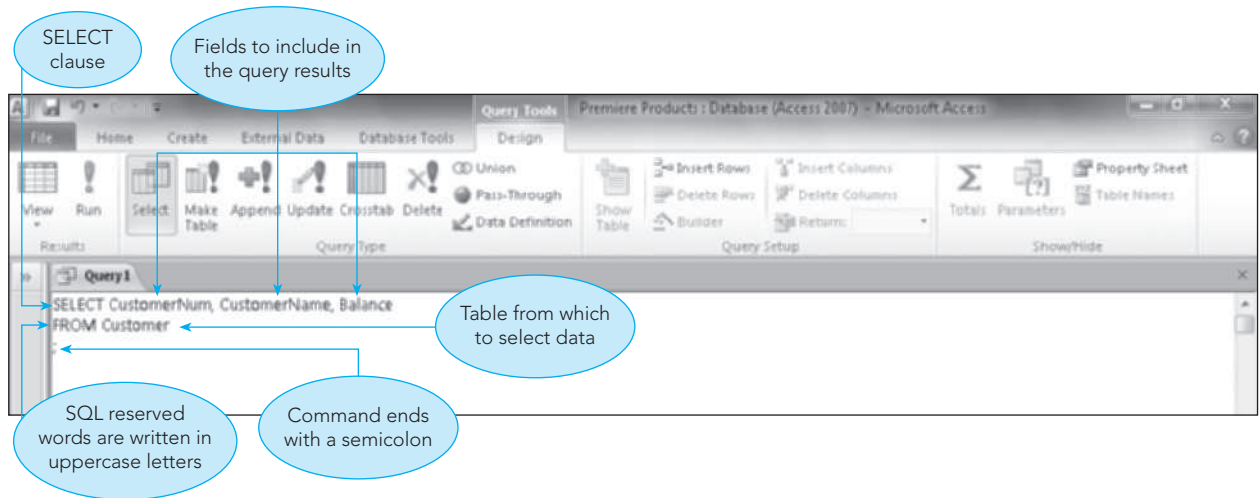 SELECT
clause
Fields to include in
the query results
Query Tools
Premiere Products : Database (Access 2007) - Microsoft Access
File
Home
Create
External Data
Database Tools
Design
View
Run
Select
Make
Table
Append
Update
Crosstab
Delete
Union
Pass-Through
Data Definition
Show
Table
Insert Rows
Delete Rows
Builder
Insert Columns
Delete Columns
Return:
Totals
Parameters
Property Sheet
Table Names
Results
Query Type
Query Setup
Show/Hide
Query1
SELECT CustomerNum, CustomerName, Balance
FROM Customer
;
Table from which
to select data
SQL reserved
words are written in
uppercase letters
Command ends
with a semicolon